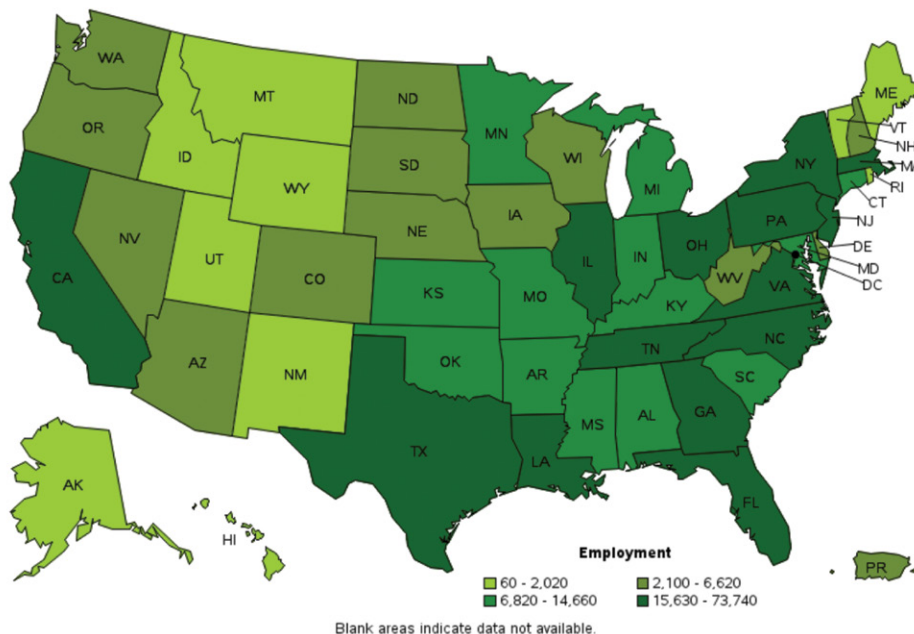 WA
MT
ND
MN
ME
VT
NH
MA
RI
CT
OR
ID
SD
WI
MI
NY
WY
IA
PA
NJ
NE
NV
UT
CO
IL
IN
OH
DE
MD
DC
CA
KS
MO
WV
VA
KY
AZ
NM
OK
AR
TN
NC
SC
TX
LA
MS
AL
GA
FL
AK
HI
PR
Employment
60 - 2,020
2,100 - 6,620
6,820 - 14,660
15,630 - 73,740
Blank areas indicate data not available.